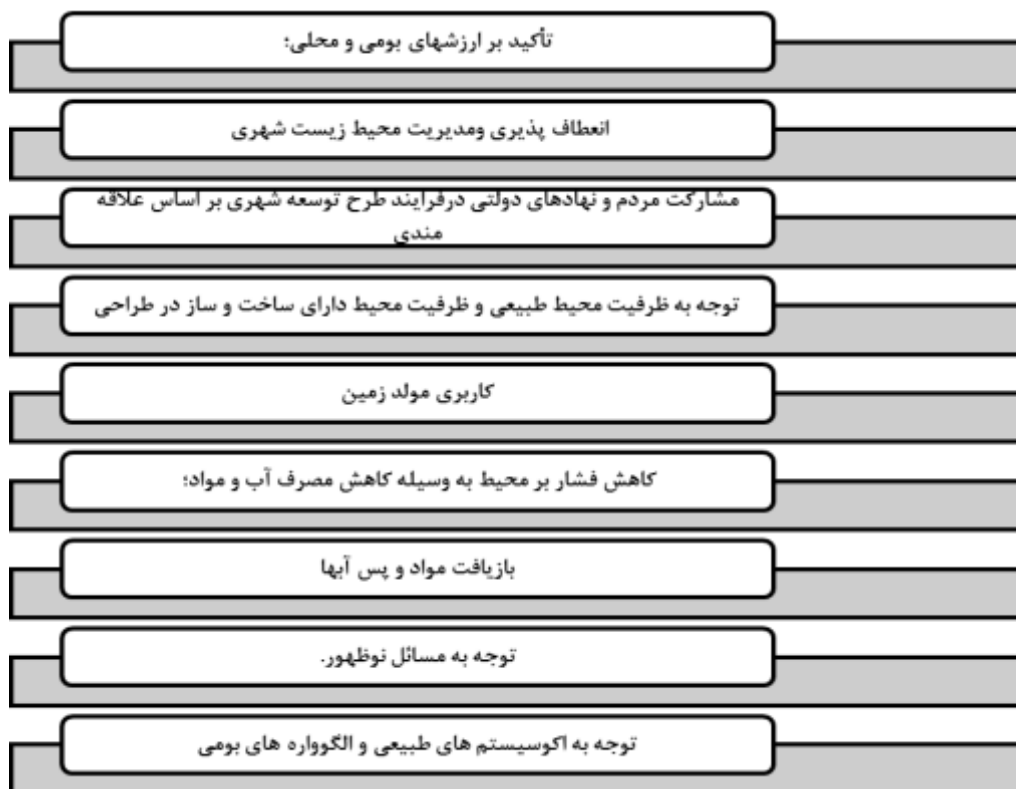 تأکید بر ارزشهای بومی و محلی؛
انعطاف پذیری ومدیریت محیط زیست شهری
مشارکت مردم و نهادهای دولتی درفرایند طرح توسعه شهری بر اساس علاقه
مندی
توجه به ظرفیت محیط طبیعی و ظرفیت محیط دارای ساخت و ساز در طراحی
کاربری مولد زمین
کاهش فشار بر محیط به وسیله کاهش مصرف آب و مواد؛
بازیافت مواد و پس آبها
توجه به مسائل نوظهور.
توجه به اکوسیستم های طبیعی و الگوواره های بومی